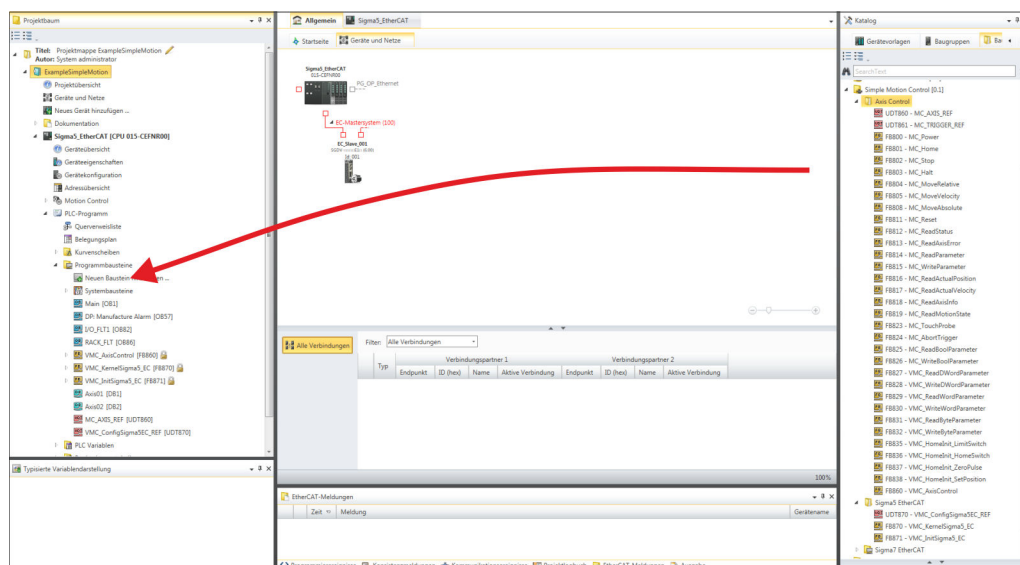 Projektbaum
Titel: Projektmappe ExampleSimpleMotion
Autor: System administrator
ExampleSimpleMotion
Projektübersicht
Geräte und Netze
Neues Gerät hinzufügen ...
Dokumentation
Sigma5_EtherCAT [CPU 015-CEFNR00]
Geräteübersicht
Geräteeigenschaften
Gerätekonfiguration
Adressübersicht
Motion Control
PLC-Programm
Querverweisliste
Belegungsplan
Kurvenscheiben
Programmbausteine
Neuen Baustein
Systembausteine
Main [OB1]
DP: Manufacture Alarm [OB57]
I/O_FLT1 [OB82]
RACK_FLT [OB86]
VMC_AxisControl [FB860]
VMC_KernelSigma5_EC [FB870]
VMC_InitSigma5_EC [FB871]
Axis01 [DB1]
Axis02 [DB2]
MC_AXIS_REF [UDT860]
VMC_ConfigSigma5EC_REF [UDT870]
PLC Variablen
Typisierte Variablendarstellung
Allgemein
Sigma5_EtherCAT
Startseite
Geräte und Netze
Sigma5_EtherCAT
015-CEFNR00
PG_OP_Ethernet
EC-Mastersystem (100)
EC_Slave_001
Alle Verbindungen
Filter: Alle Verbindungen
Typ
Verbindungspartner 1
Verbindungspartner 2
Endpunkt ID (hex) Name Aktive Verbindung Endpunkt ID (hex) Name Aktive Verbindung
100%
EtherCAT-Meldungen
Zeit Meldung Gerätename
Katalog
Gerätevorlagen
Baugruppen
Ba
SearchText
Simple Motion Control [0.1]
Axis Control
UDT860 - MC_AXIS_REF
UDT861 - MC_TRIGGER_REF
FB800 - MC_Power
FB801 - MC_Home
FB802 - MC_Stop
FB803 - MC_Halt
FB804 - MC_MoveRelative
FB805 - MC_MoveVelocity
FB808 - MC_MoveAbsolute
FB811 - MC_Reset
FB812 - MC_ReadStatus
FB813 - MC_ReadAxisError
FB814 - MC_ReadParameter
FB815 - MC_WriteParameter
FB816 - MC_ReadActualPosition
FB817 - MC_ReadActualVelocity
FB818 - MC_ReadAxisInfo
FB819 - MC_ReadMotionState
FB823 - MC_TouchProbe
FB824 - MC_AbortTrigger
FB825 - MC_ReadBoolParameter
FB826 - MC_WriteBoolParameter
FB827 - VMC_ReadDWordParameter
FB828 - VMC_WriteDWordParameter
FB829 - VMC_ReadWordParameter
FB830 - VMC_WriteWordParameter
FB831 - VMC_ReadByteParameter
FB832 - VMC_WriteByteParameter
FB835 - VMC_HomeInit_LimitSwitch
FB836 - VMC_HomeInit_HomeSwitch
FB837 - VMC_HomeInit_ZeroPulse
FB838 - VMC_HomeInit_SetPosition
FB860 - VMC_AxisControl
Sigma5 EtherCAT
UDT870 - VMC_ConfigSigma5EC_REF
FB870 - VMC_KernelSigma5_EC
FB871 - VMC_InitSigma5_EC
Sigma7 EtherCAT